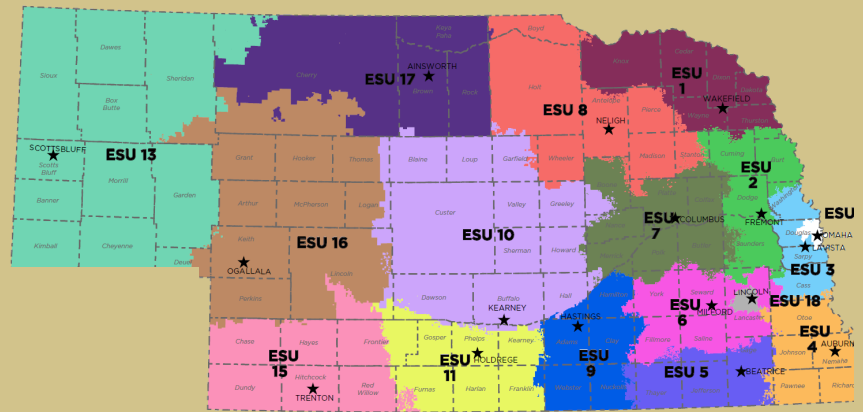 Keya
Paha
Boyd
Dawes
Sioux
Sheridan
Cherry
ESU 17
AINSWORTH
Brown
Rock
Holt
Knox
Cedar
ESU
1
Dixon
Dakota
WAKEFIELD
Wayne
Thurston
Box
Butte
ESU 8
Antelope
Pierce
NELIGH
SCOTTSBLUFF
Scotts
Bluff
ESU 13
Morrill
Grant
Hooker
Thomas
Blaine
Loup
Garfield
Wheeler
Madison
Stanton
Cuming
Burt
ESU
2
Banner
Garden
Arthur
McPherson
Logan
Custer
Valley
Greeley
Dodge
Washington
FREMONT
ESU
7
COLUMBUS
ESU
Kimball
Cheyenne
Deuel
Keith
ESU 16
OGALLALA
Lincoln
ESU 10
Sherman
Howard
Saunders
Douglas
OMAHA
LAVISTA
Sarpy
ESU 3
Cass
Perkins
Dawson
Buffalo
Hall
KEARNEY
Hamilton
York
Seward
ESU
6
MILFORD
LINCOLN
Lancaster
ESU 18
Otoe
Chase
Hayes
Frontier
Gosper
Phelps
Kearney
HASTINGS
Adams
Clay
Fillmore
Saline
ESU
4
AUBURN
Nemaha
Johnson
ESU
15
Hitchcock
TRENTON
Dundy
Red
Willow
ESU
11
HOLDREGE
Furnas
Harlan
Franklin
ESU
9
Webster
Nuckolls
ESU 5
BEATRICE
Pawnee
Richar